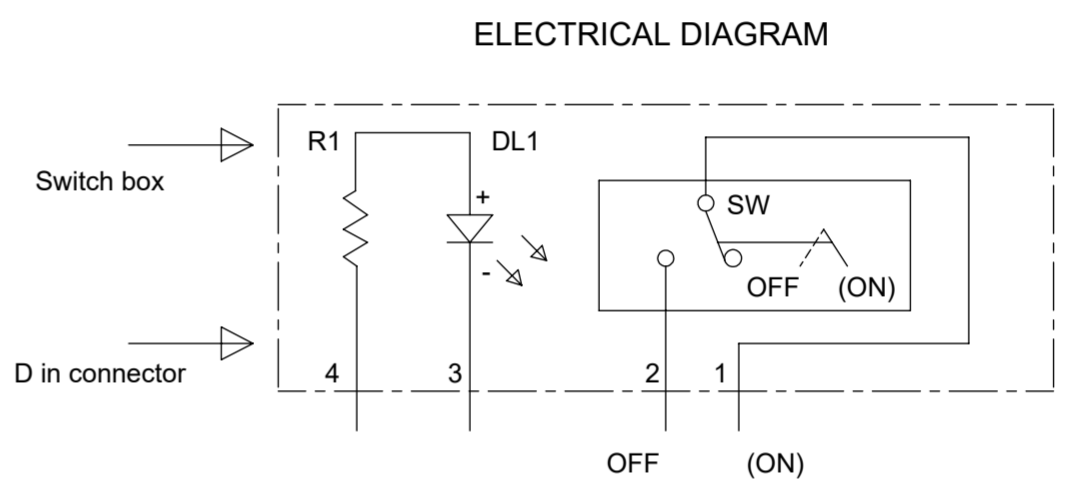 ELECTRICAL DIAGRAM
R1
DL1
Switch box
+
SW
-
OFF (ON)
D in connector
4 3 2 1
OFF (ON)